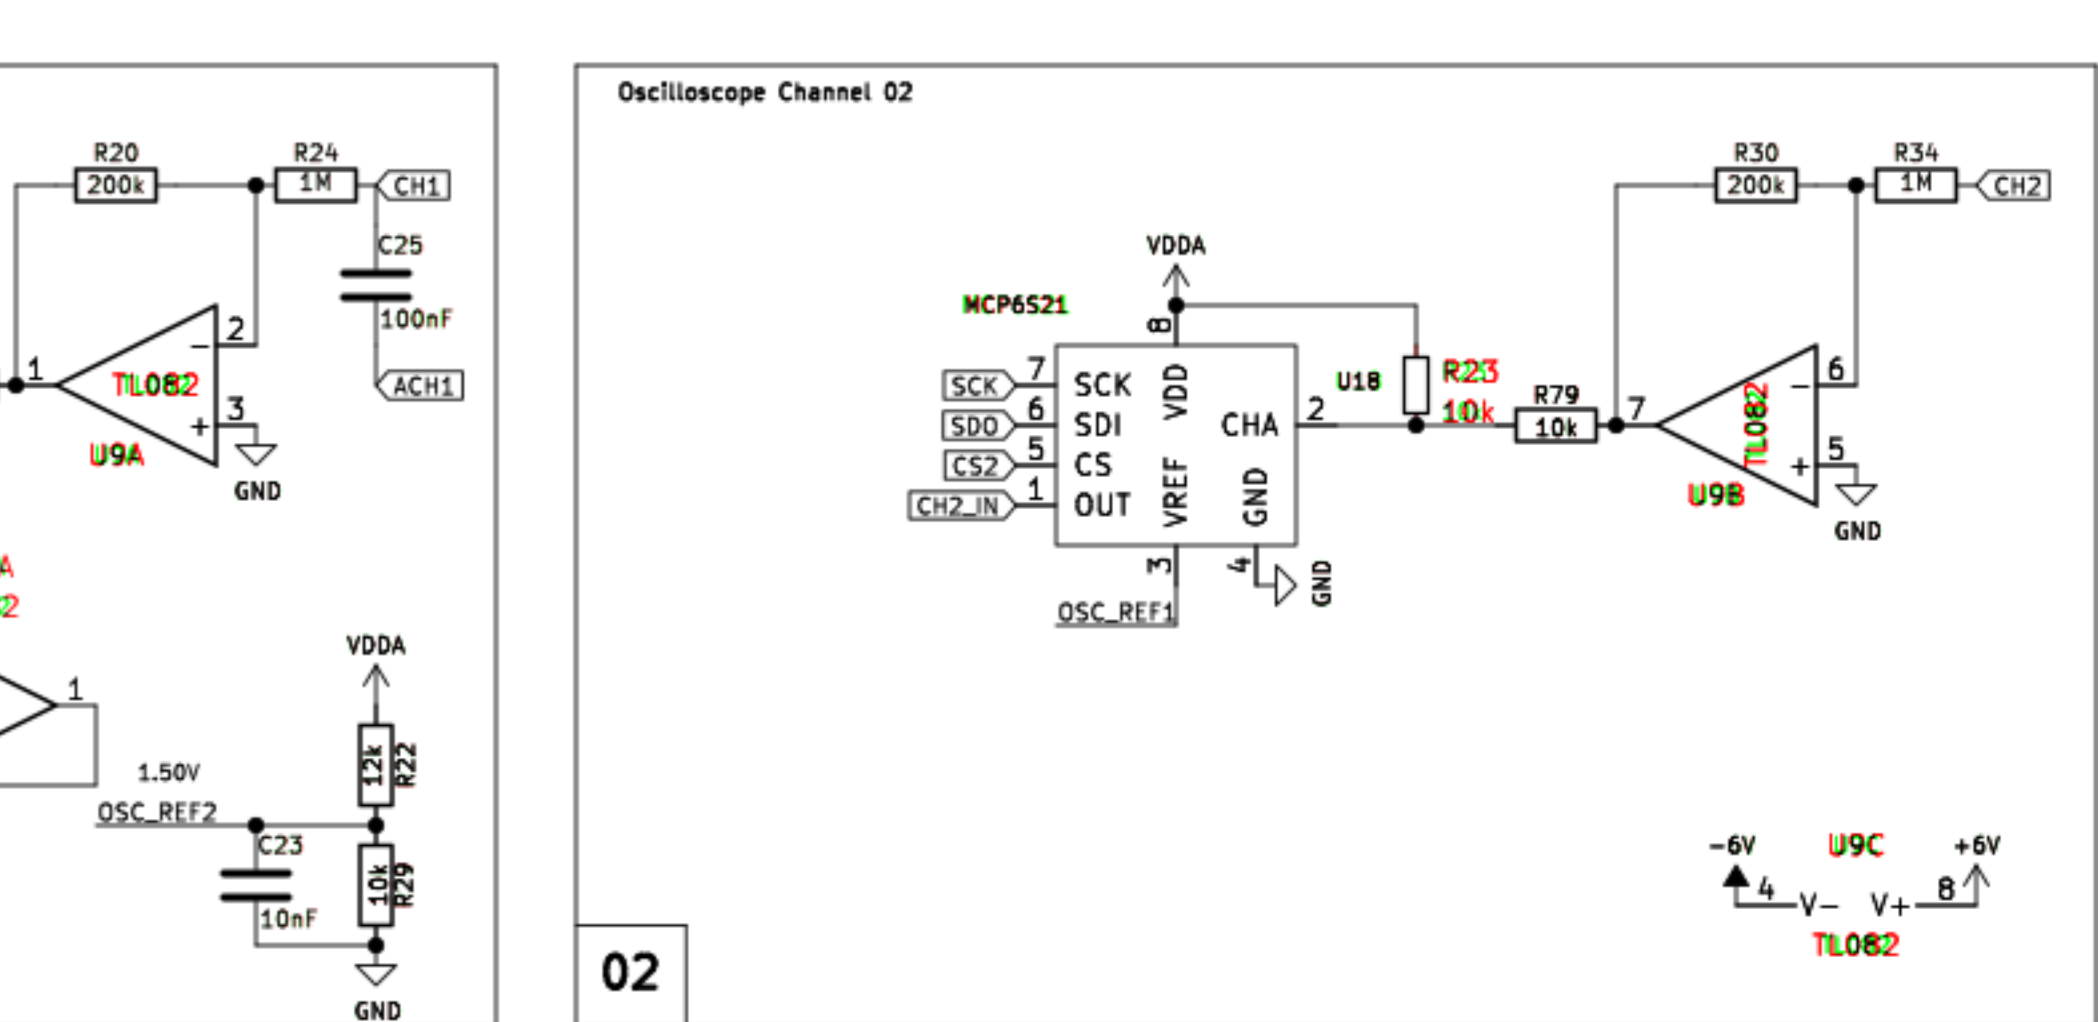 Oscilloscope Channel 02
R20
200k
R24
1M
CH1
C25
100nF
ACH1
1
2
3
TL082
U9A
GND
A
2
1
VDDA
12k
R22
1.50V
OSC_REF2
C23
10nF
10k
R29
GND
R30
200k
R34
1M
CH2
VDDA
MCP6S21
8
SCK
7
SCK
VDD
SDO
6
SDI
CS2
5
CS
CH2_IN
1
OUT
CHA
2
VREF
GND
3
4
GND
OSC_REF1
U18
10k
R79
10k
7
6
5
TL082
U9B
GND
-6V
U9C
+6V
4
V-
V+
8
TL082
02